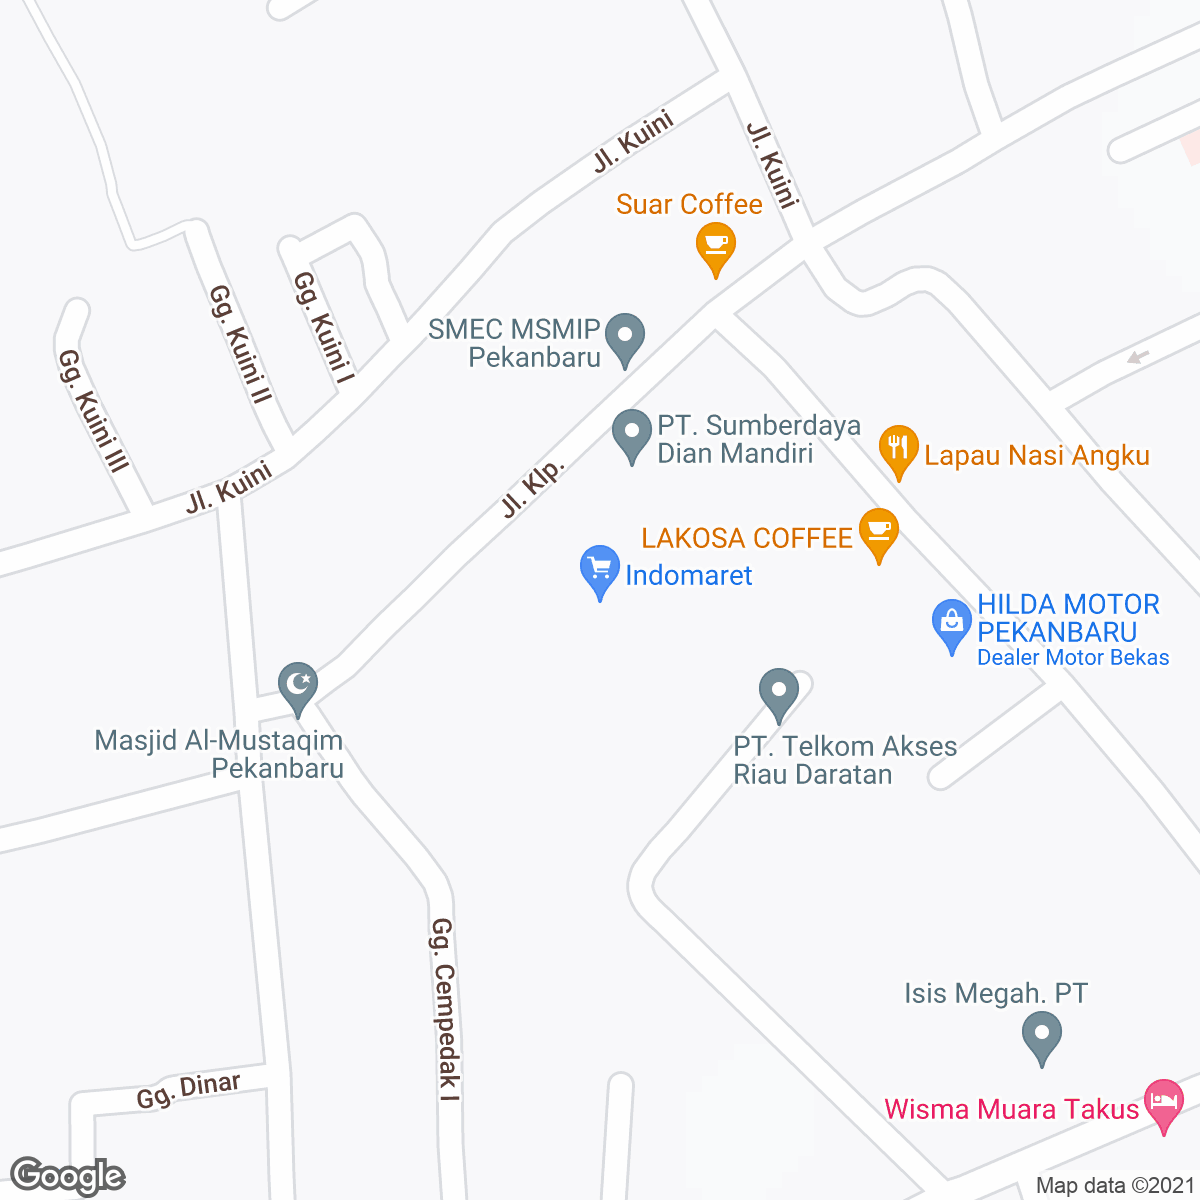 Jl. Kuini
Jl. Kuini
Suar Coffee
Gg. Kuini II
Gg. Kuini I
SMEC MSMIP
Pekanbaru
Gg. Kuini III
PT. Sumberdaya
Dian Mandiri
Lapau Nasi Angku
Jl. Kuini
Jl. Klp.
LAKOSA COFFEE
Indomaret
HILDA MOTOR
PEKANBARU
Dealer Motor Bekas
Masjid Al-Mustaqim
Pekanbaru
PT. Telkom Akses
Riau Daratan
Gg. Cempedak I
Isis Megah. PT
Gg. Dinar
Wisma Muara Takus
Google
Map data ©2021